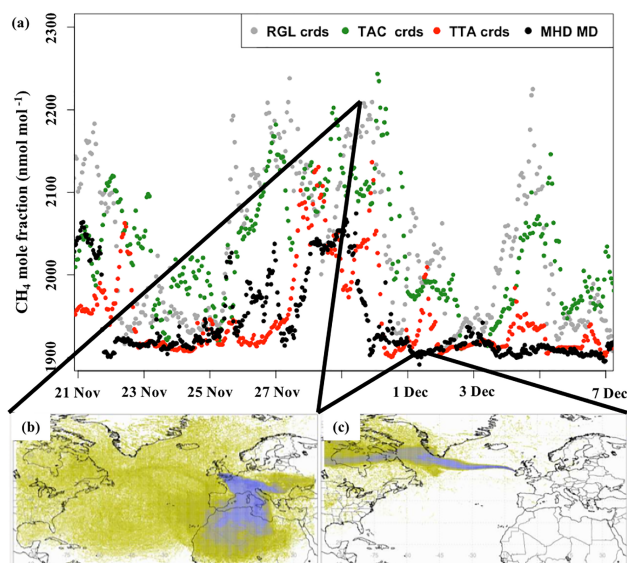 (a)
RGL crds TAC crds TTA crds MHD MD
CH₄ mole fraction (nmol mol⁻¹)
2300
2200
2100
2000
1900
21 Nov 23 Nov 25 Nov 27 Nov 1 Dec 3 Dec 7 Dec
(b) (c)